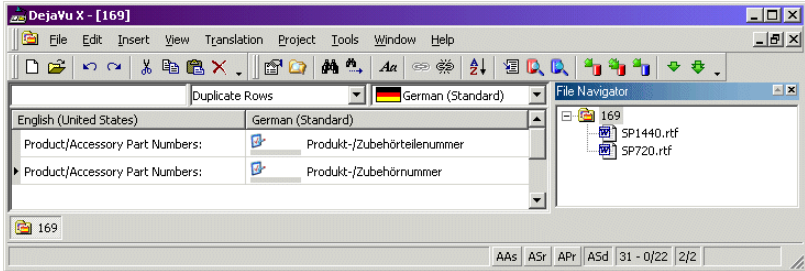 DejaVu X - [169]
File Edit Insert View Translation Project Tools Window Help
Aa
Duplicate Rows German (Standard)
File Navigator
English (United States) German (Standard)
169
Product/Accessory Part Numbers: Produkt-/Zubehörteilenummer
SP1440.rtf
SP720.rtf
Product/Accessory Part Numbers: Produkt-/Zubehörnummer
169
AAs ASr APr ASd 31 - 0/22 2/2